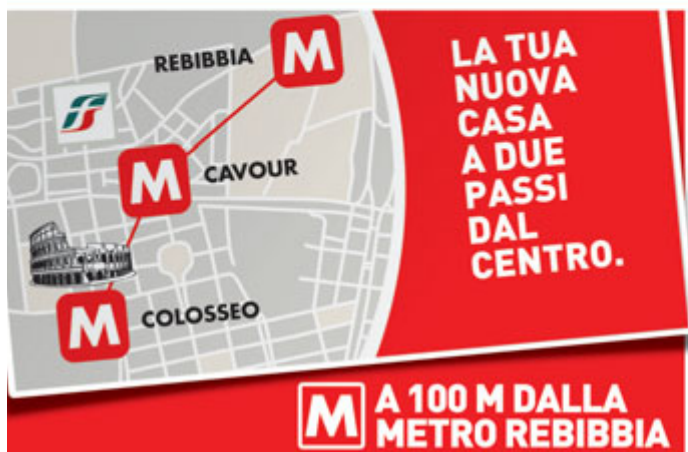 REBIBBIA M
M CAVOUR
M COLOSSEO
LA TUA
NUOVA
CASA
A DUE
PASSI
DAL
CENTRO.
M A 100 M DALLA
METRO REBIBBIA